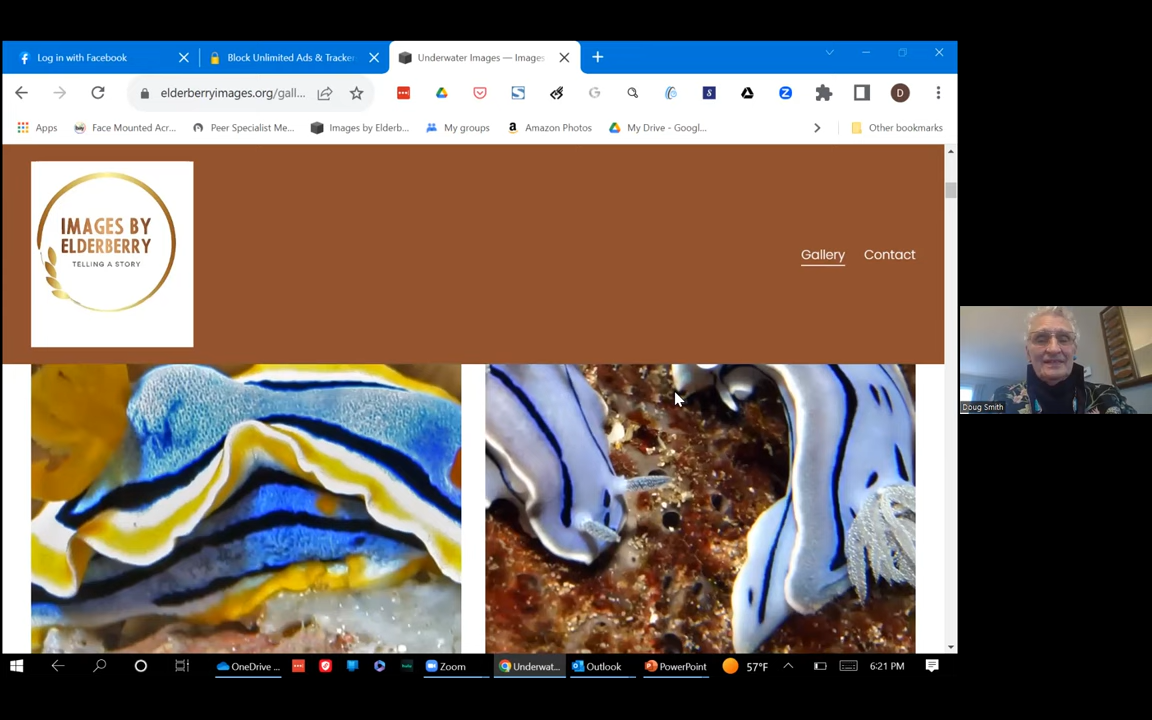 Log in with Facebook
Block Unlimited Ads & Tracker
Underwater Images — Images
elderberryimages.org/gall...
D
Apps
Face Mounted Acr...
Peer Specialist Me...
Images by Elderb...
My groups
Amazon Photos
My Drive - Googl...
Other bookmarks
IMAGES BY
ELDERBERRY
TELLING A STORY
Gallery
Contact
Doug Smith
OneDrive ...
Zoom
Underwat...
Outlook
PowerPoint
57°F
6:21 PM